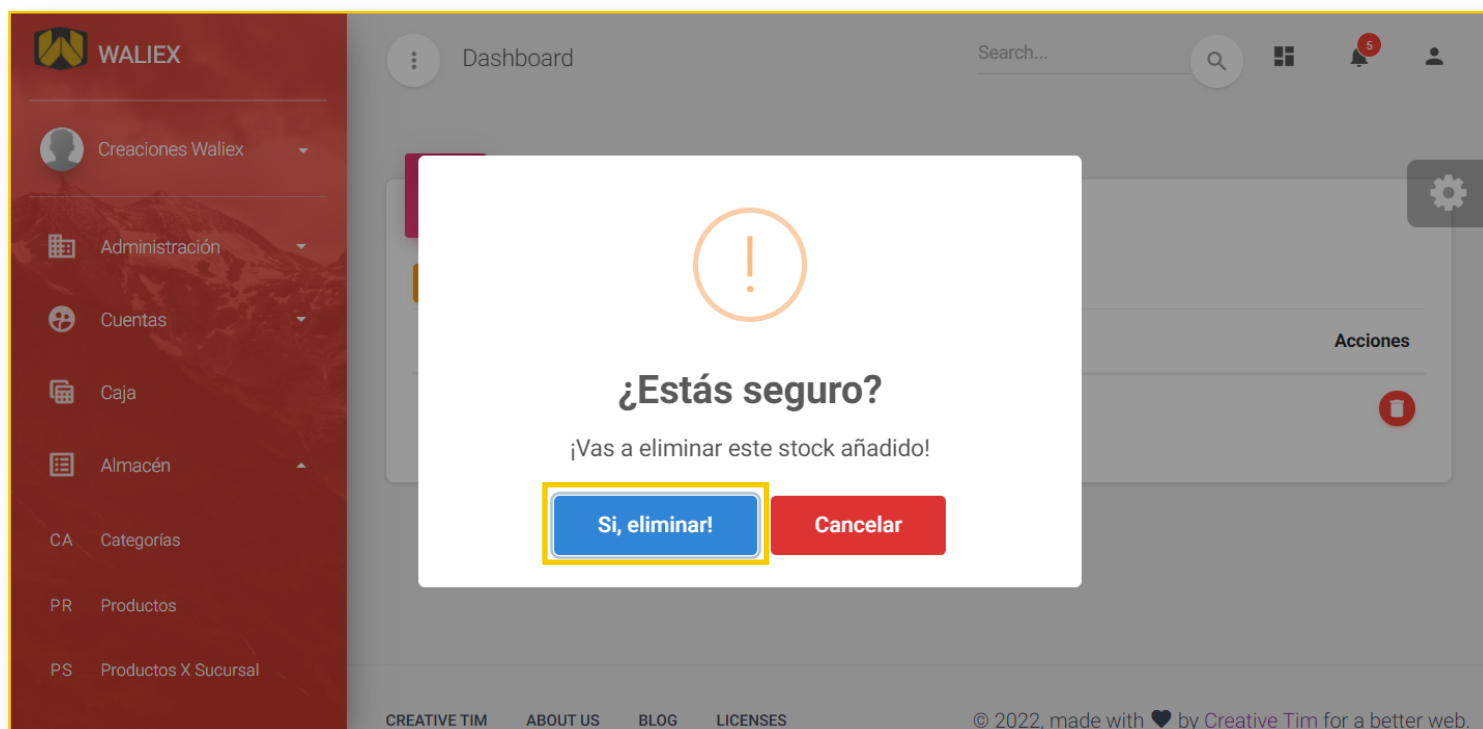 WALIEX
Creaciones Waliex
Administración
Cuentas
Caja
Almacén
CA Categorías
PR Productos
PS Productos X Sucursal
Dashboard
Search...
5
Acciones
¿Estás seguro?
¡Vas a eliminar este stock añadido!
Si, eliminar!
Cancelar
CREATIVE TIM ABOUT US BLOG LICENSES
© 2022, made with by Creative Tim for a better web.